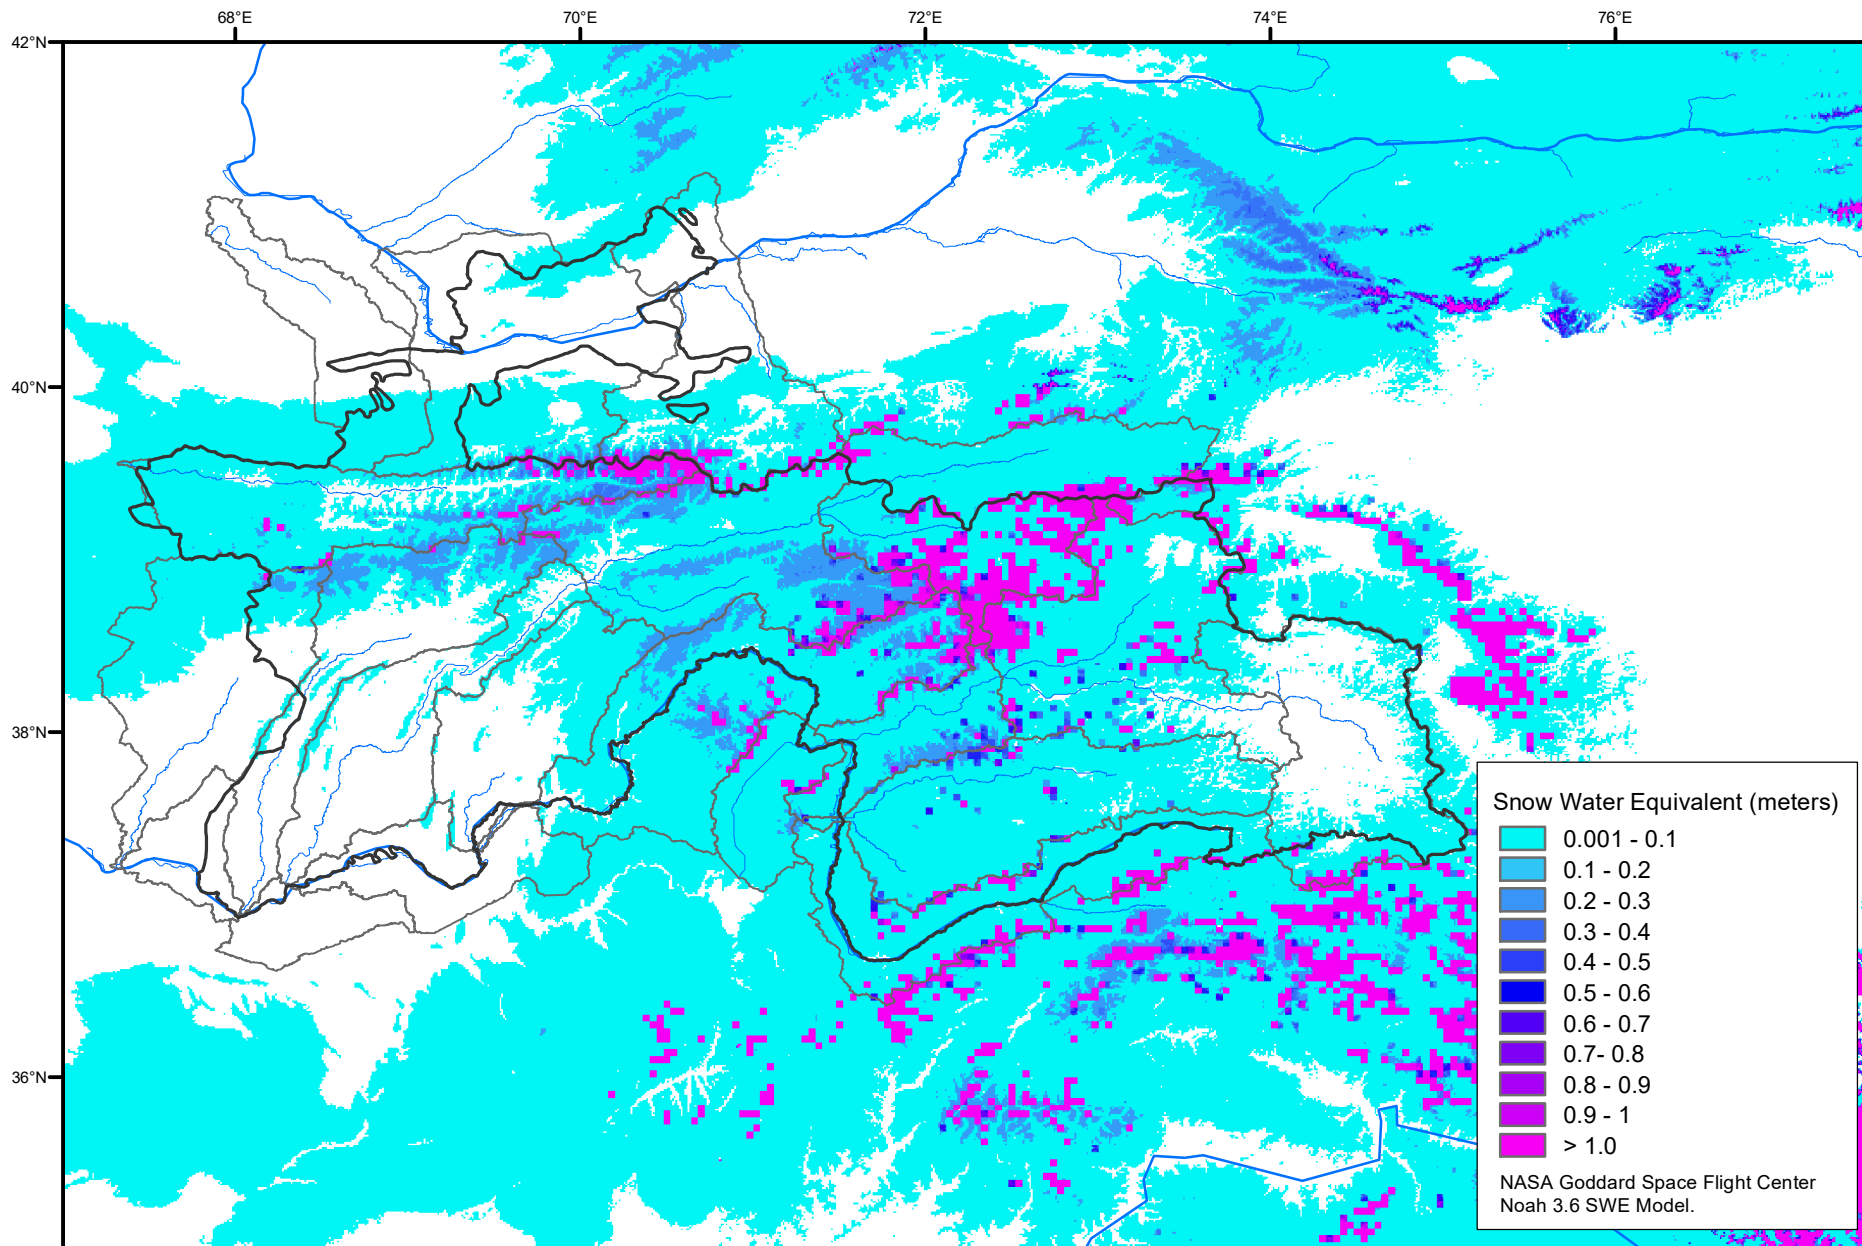 68°E
70°E
72°E
74°E
76°E
42°N
40°N
38°N
36°N
Snow Water Equivalent (meters)
0.001 - 0.1
0.1 - 0.2
0.2 - 0.3
0.3 - 0.4
0.4 - 0.5
0.5 - 0.6
0.6 - 0.7
0.7- 0.8
0.8 - 0.9
0.9 - 1
> 1.0
NASA Goddard Space Flight Center
Noah 3.6 SWE Model.